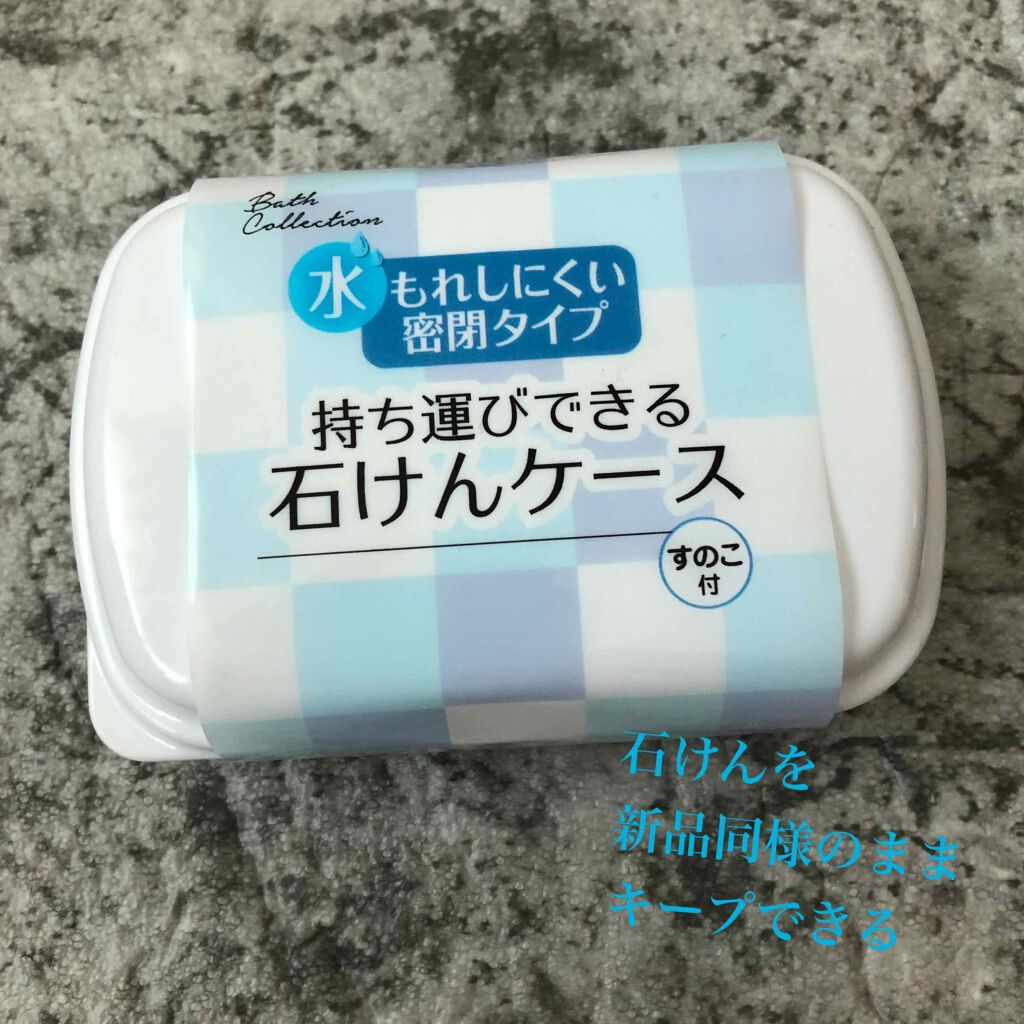 Bath
Collection
水もれしにくい
密閉タイプ
持ち運びできる
石けんケース
すのこ
付
石けんを
新品同様のまま
キープできる